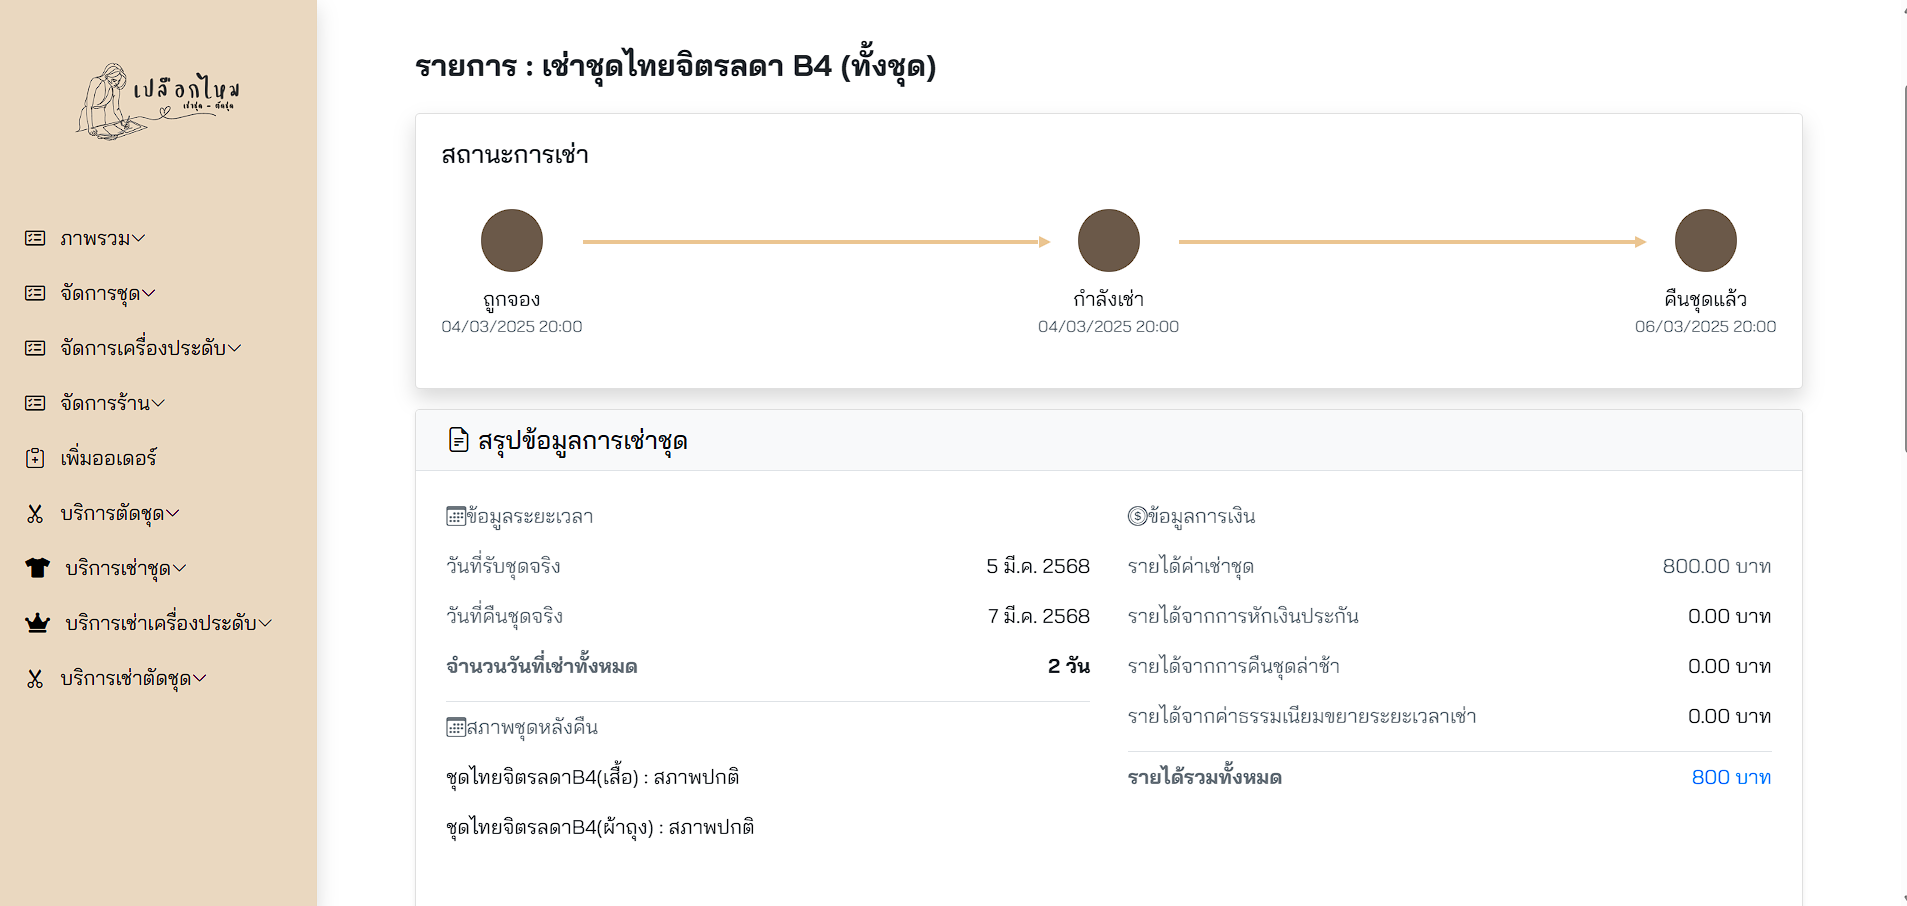 เปลือกไหม
เช่าชุด - ตัดชุด
ภาพรวม
จัดการชุด
จัดการเครื่องประดับ
จัดการร้าน
เพิ่มออเดอร์
บริการตัดชุด
บริการเช่าชุด
บริการเช่าเครื่องประดับ
บริการเช่าตัดชุด
รายการ : เช่าชุดไทยจิตรลดา B4 (ทั้งชุด)
สถานะการเช่า
ถูกจอง
04/03/2025 20:00
กำลังเช่า
04/03/2025 20:00
คืนชุดแล้ว
06/03/2025 20:00
สรุปข้อมูลการเช่าชุด
ข้อมูลระยะเวลา
วันที่รับชุดจริง 5 มี.ค. 2568
วันที่คืนชุดจริง 7 มี.ค. 2568
จำนวนวันที่เช่าทั้งหมด 2 วัน
สภาพชุดหลังคืน
ชุดไทยจิตรลดาB4(เสื้อ) : สภาพปกติ
ชุดไทยจิตรลดาB4(ผ้าถุง) : สภาพปกติ
ข้อมูลการเงิน
รายได้ค่าเช่าชุด 800.00 บาท
รายได้จากการหักเงินประกัน 0.00 บาท
รายได้จากการคืนชุดล่าช้า 0.00 บาท
รายได้จากค่าธรรมเนียมขยายระยะเวลาเช่า 0.00 บาท
รายได้รวมทั้งหมด 800 บาท